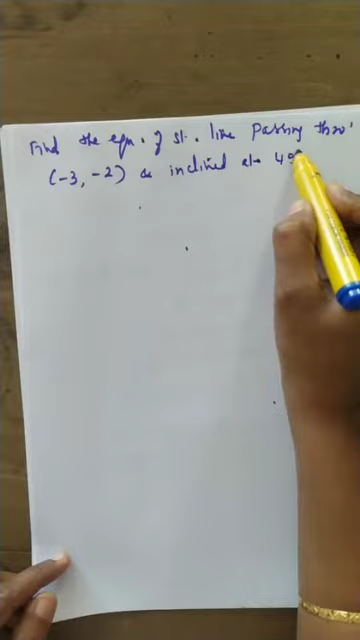 Find the eqn. of st. line passing thro'
(-3, -2) & inclined at 4